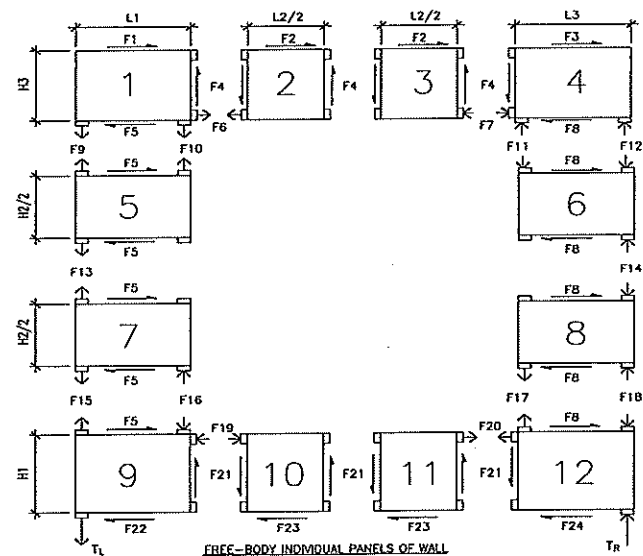 L1 L2/2 L2/2 L3
F1 F2 F2 F3
H3 1 F4 2 F4 3 F4 4
F5 F6 F7 F8
F9 F10 F11 F12
F5 F8
H2/2 5 6
F5 F8
F13 F14
F5 F8
H2/2 7 8
F5 F8
F15 F16 F17 F18
F5 F19 F20 F8
H1 9 F21 10 F21 11 F21 12
F22 F23 F23 F24
TL FREE-BODY INDIVIDUAL PANELS OF WALL TR